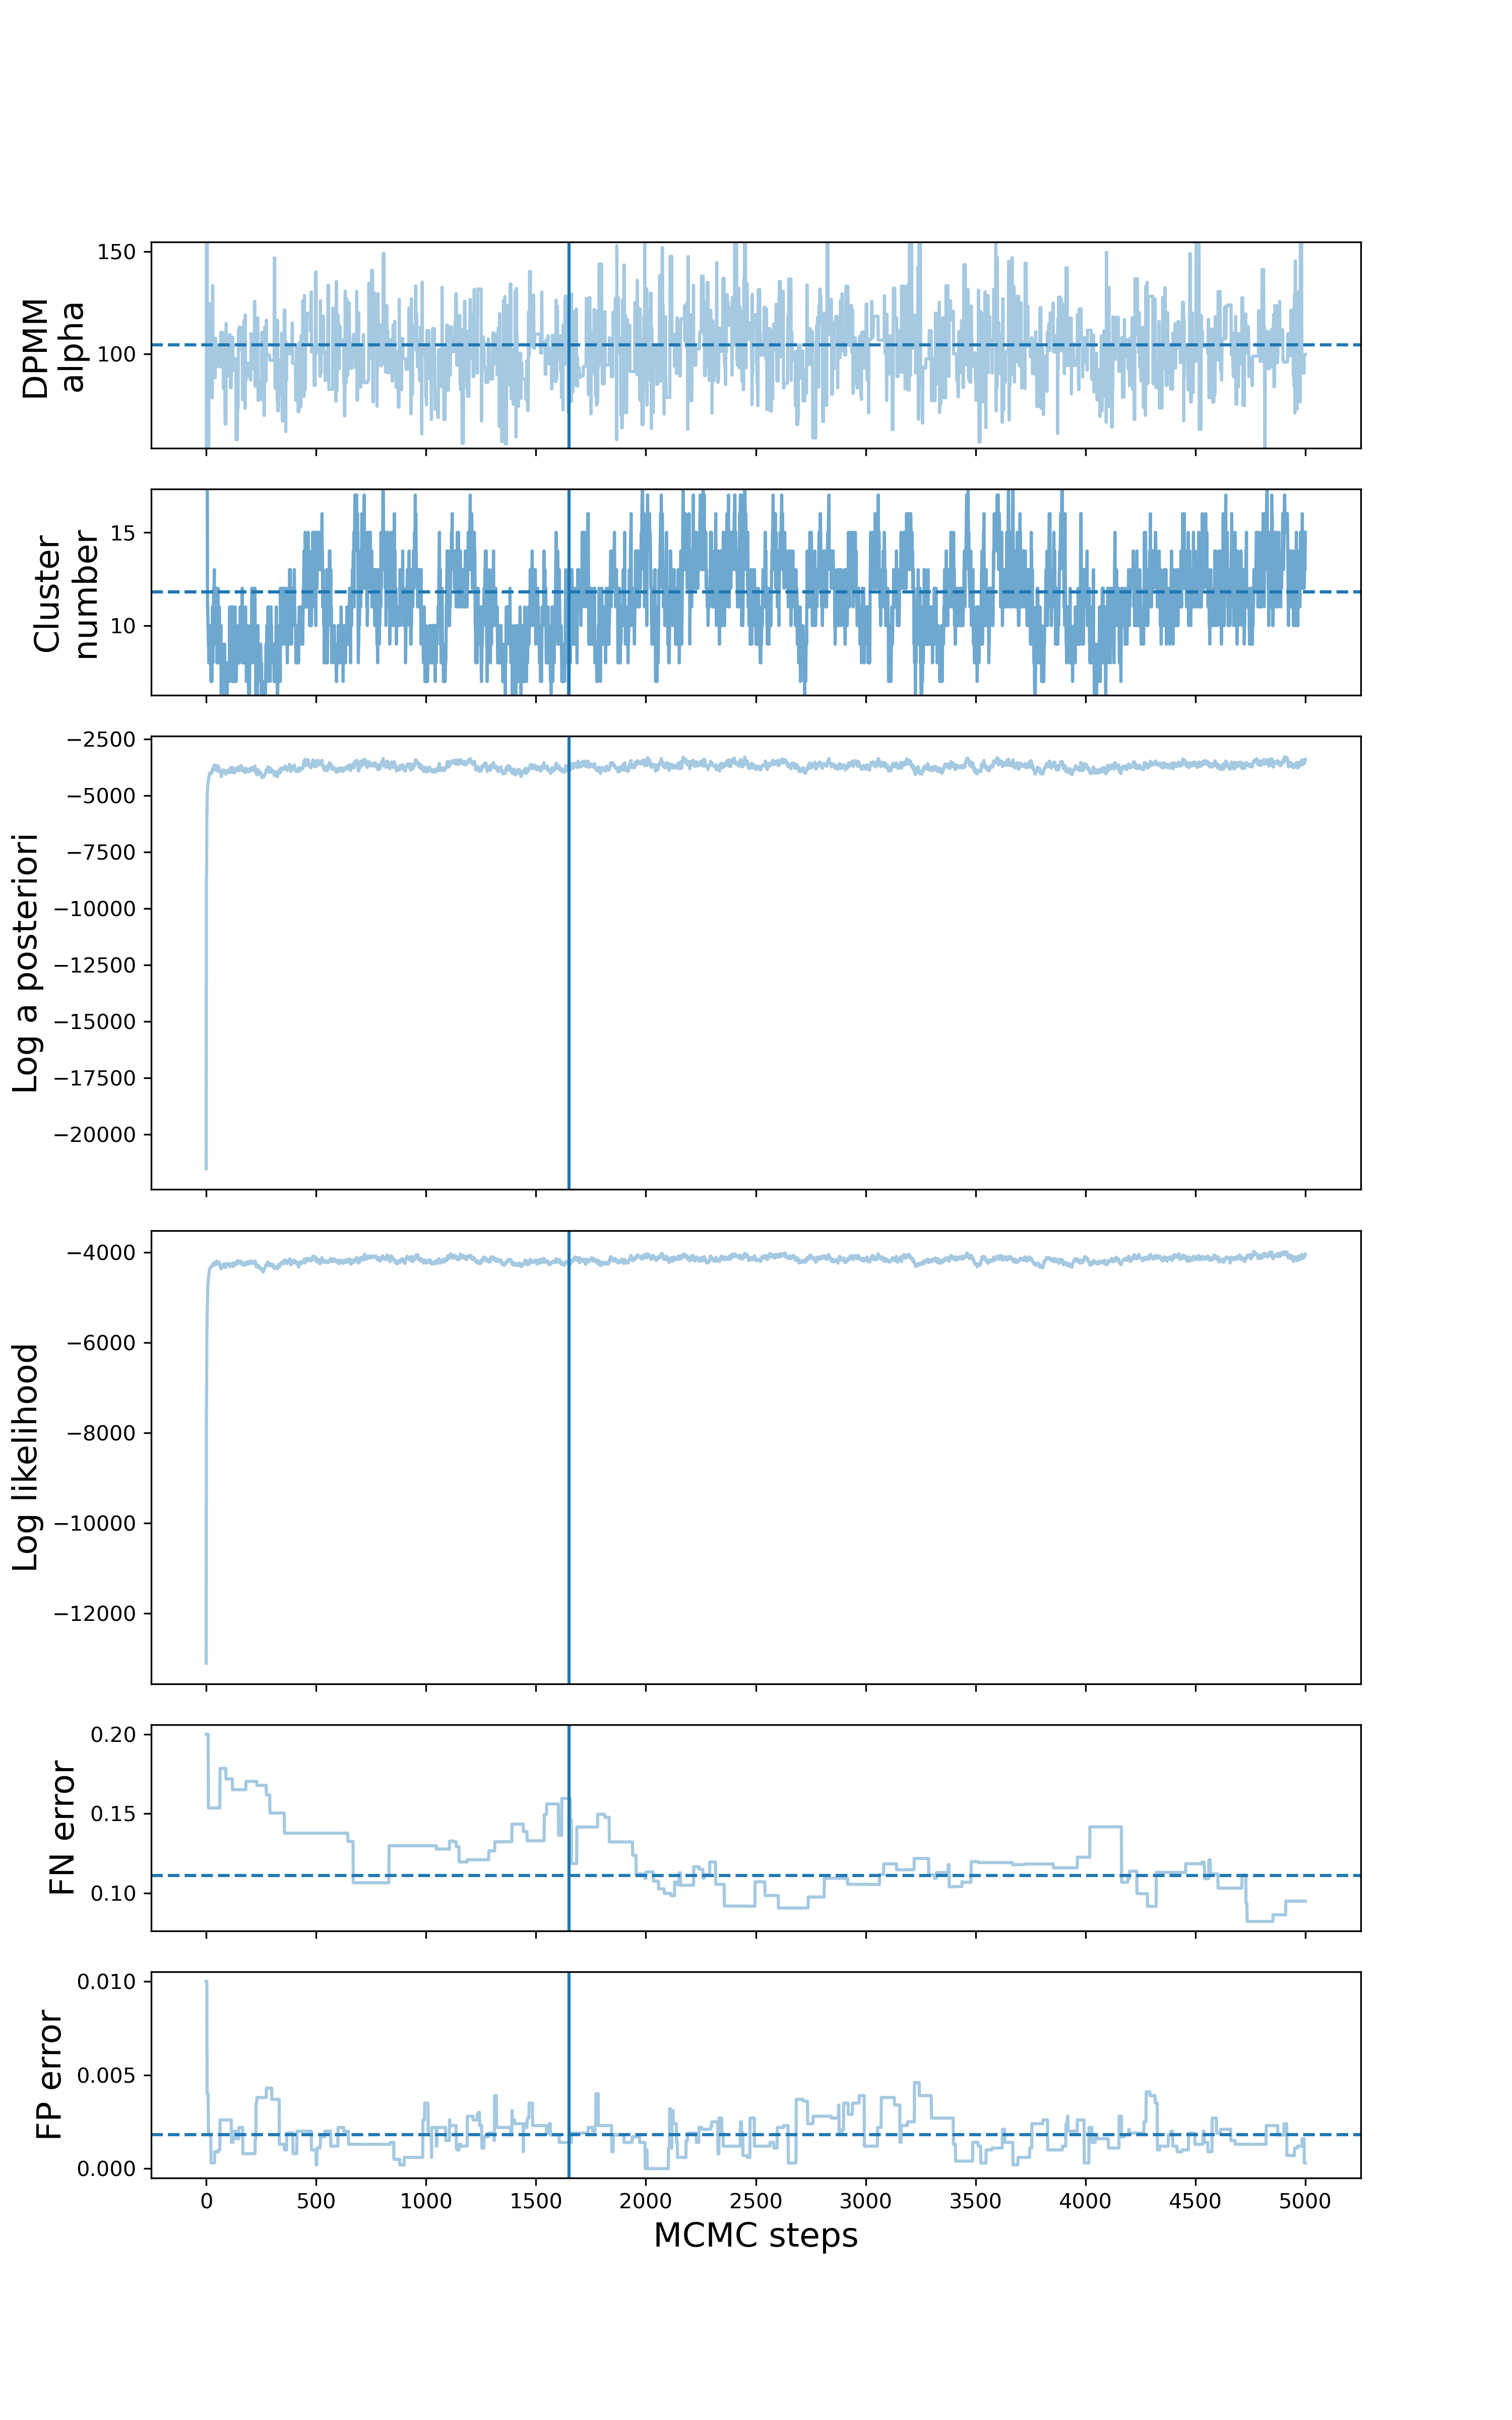 DPMM
alpha
150
100
Cluster
number
15
10
Log a posteriori
−2500
−5000
−7500
−10000
−12500
−15000
−17500
−20000
Log likelihood
−4000
−6000
−8000
−10000
−12000
FN error
0.20
0.15
0.10
FP error
0.010
0.005
0.000
0 500 1000 1500 2000 2500 3000 3500 4000 4500 5000
MCMC steps